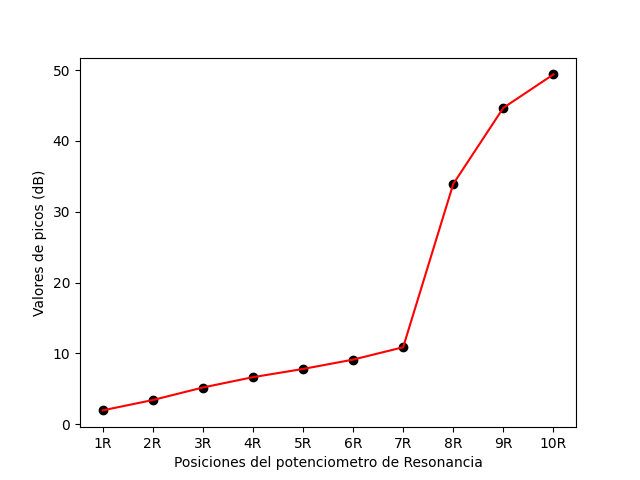 50
40
30
20
10
0
Valores de picos (dB)
1R 2R 3R 4R 5R 6R 7R 8R 9R 10R
Posiciones del potenciometro de Resonancia